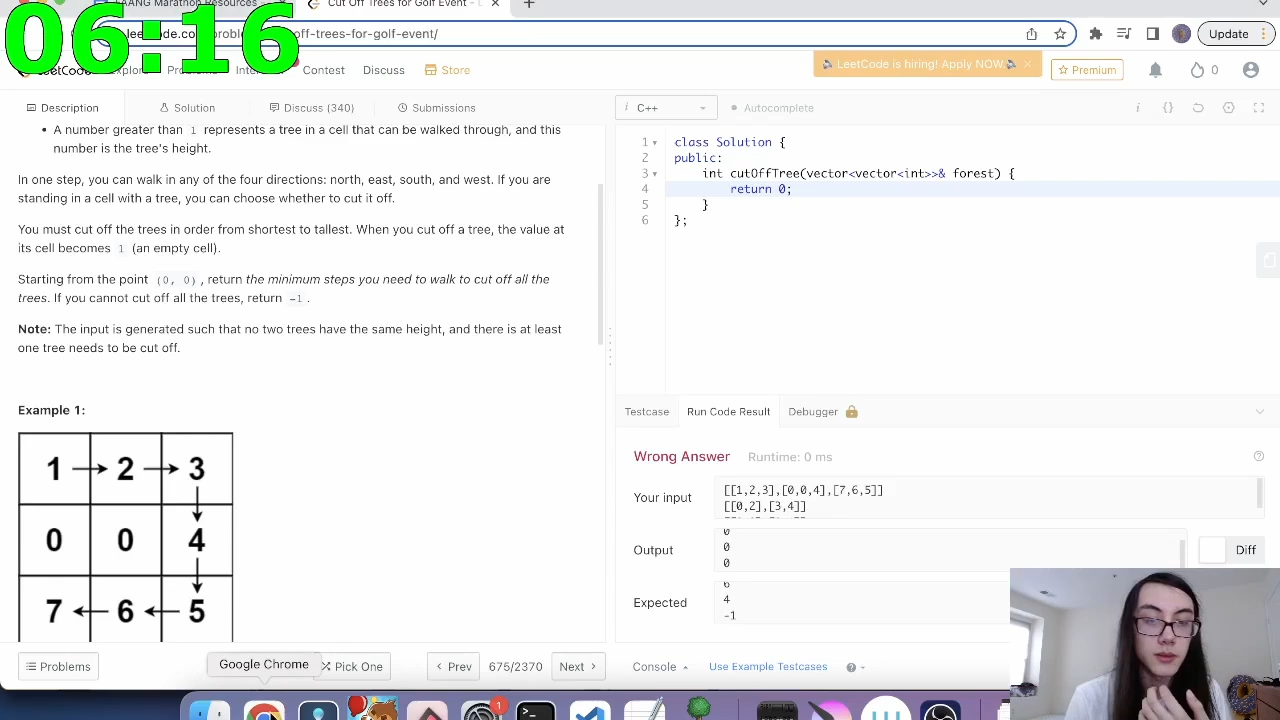 06:16
AANG Marathon Resources
Cut Off Trees for Golf Event -
off-trees-for-golf-event/
Update
Contest
Discuss
Store
LeetCode is hiring! Apply NOW.
Premium
0
Description
Solution
Discuss (340)
Submissions
C++
Autocomplete
A number greater than 1 represents a tree in a cell that can be walked through, and this
number is the tree's height.
In one step, you can walk in any of the four directions: north, east, south, and west. If you are
standing in a cell with a tree, you can choose whether to cut it off.
You must cut off the trees in order from shortest to tallest. When you cut off a tree, the value at
its cell becomes 1 (an empty cell).
Starting from the point (0, 0), return the minimum steps you need to walk to cut off all the
trees. If you cannot cut off all the trees, return -1.
Note: The input is generated such that no two trees have the same height, and there is at least
one tree needs to be cut off.
Example 1:
1 2 3
0 0 4
7 6 5
1 class Solution {
2 public:
3 int cutOffTree(vector<vector<int>>& forest) {
4 return 0;
5 }
6 };
Testcase
Run Code Result
Debugger
Wrong Answer
Runtime: 0 ms
Your input
[[1,2,3],[0,0,4],[7,6,5]]
[[0,2],[3,4]]
Output
0
0
0
Diff
Expected
6
4
-1
Problems
Google Chrome
Pick One
Prev
675/2370
Next
Console
Use Example Testcases
1